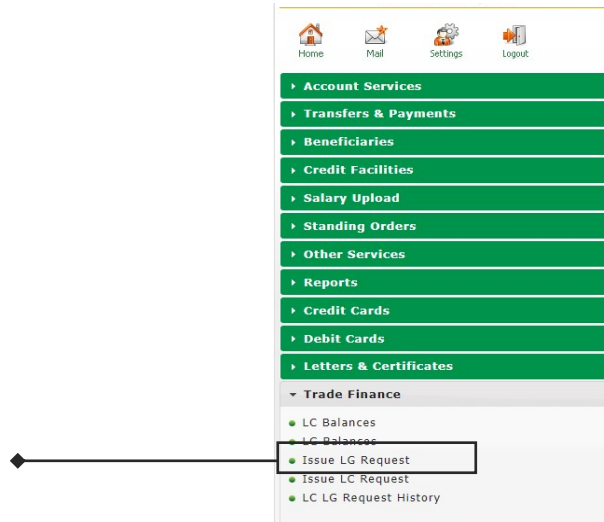 Home Mail Settings Logout
Account Services
Transfers & Payments
Beneficiaries
Credit Facilities
Salary Upload
Standing Orders
Other Services
Reports
Credit Cards
Debit Cards
Letters & Certificates
Trade Finance
LC Balances
LC Balances
Issue LG Request
Issue LC Request
LC LG Request History